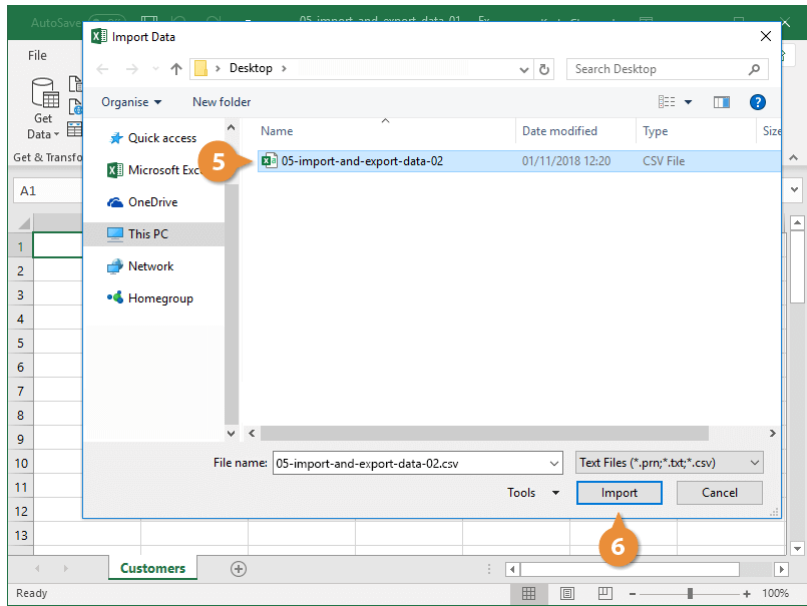 AutoSave 05-import-and-export-data-01
Import Data
File
Desktop
Search Desktop
Organise New folder
Get
Data
Get & Transfo
Quick access
Microsoft Exc
OneDrive
This PC
Network
Homegroup
Name Date modified Type Size
5
05-import-and-export-data-02 01/11/2018 12:20 CSV File
A1
1
2
3
4
5
6
7
8
9
10
11
12
13
File name: 05-import-and-export-data-02.csv Text Files (*.prn;*.txt;*.csv)
Tools Import Cancel
6
Customers
Ready 100%